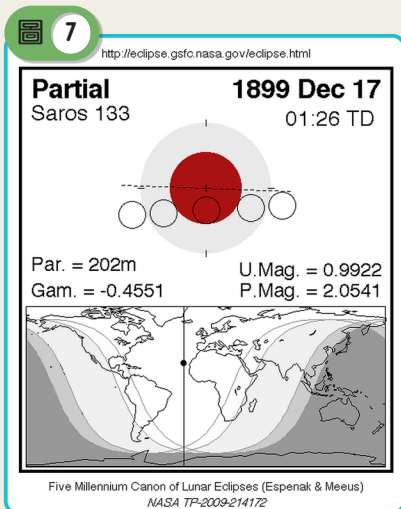 7
http://eclipse.gsfc.nasa.gov/eclipse.html
Partial 1899 Dec 17
Saros 133 01:26 TD
Par. = 202m U.Mag. = 0.9922
Gam. = -0.4551 P.Mag. = 2.0541
Five Millennium Canon of Lunar Eclipses (Espenak & Meeus)
NASA TP-2009-214172